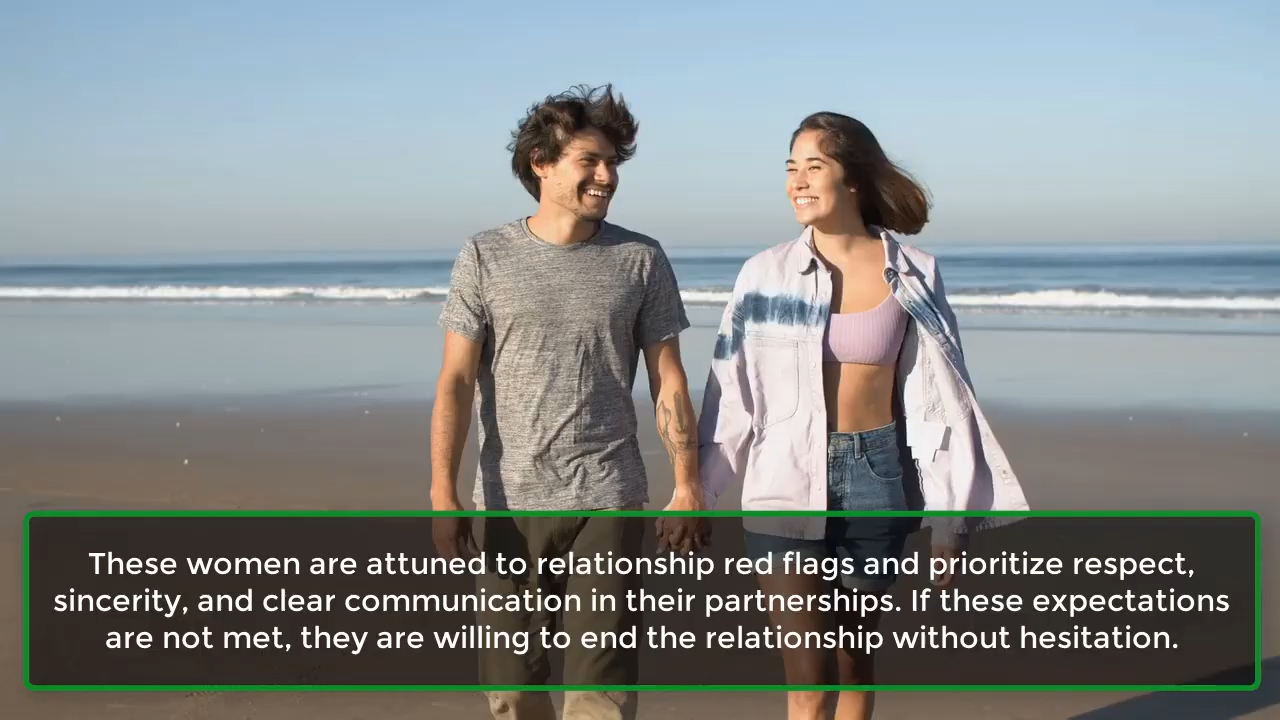 These women are attuned to relationship red flags and prioritize respect,
sincerity, and clear communication in their partnerships. If these expectations
are not met, they are willing to end the relationship without hesitation.